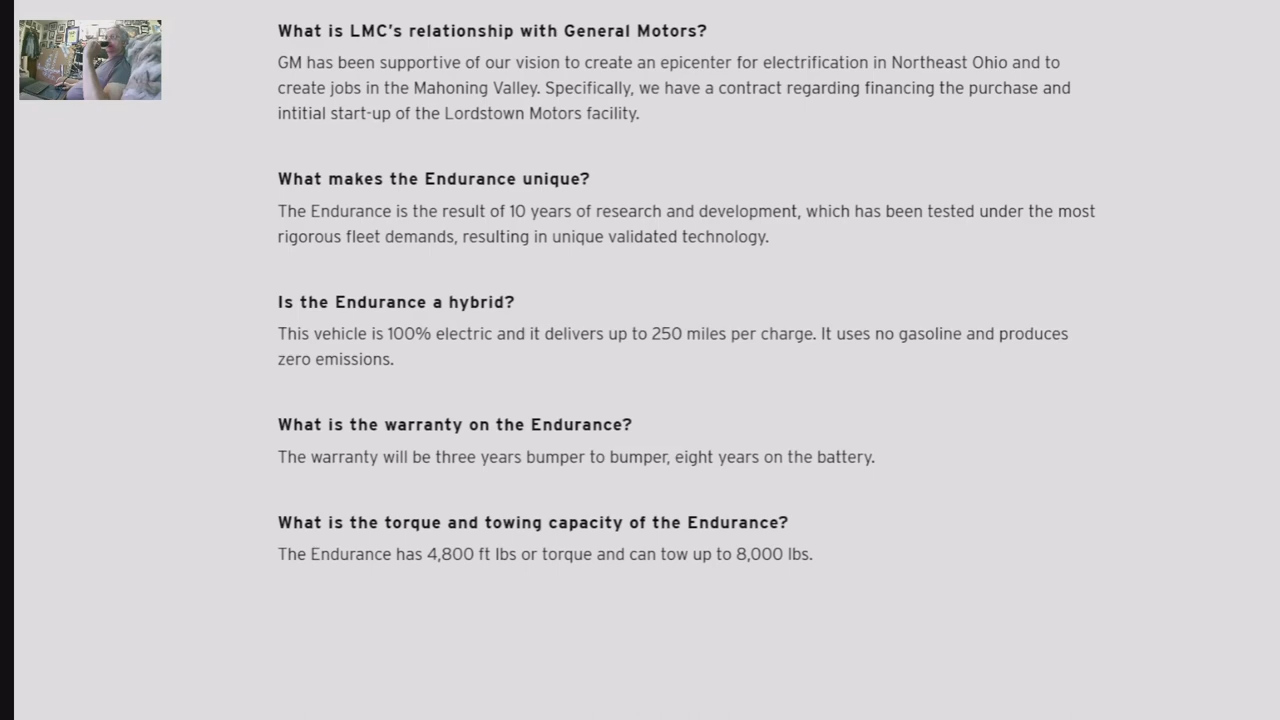 What is LMC's relationship with General Motors?
GM has been supportive of our vision to create an epicenter for electrification in Northeast Ohio and to
create jobs in the Mahoning Valley. Specifically, we have a contract regarding financing the purchase and
intitial start-up of the Lordstown Motors facility.
What makes the Endurance unique?
The Endurance is the result of 10 years of research and development, which has been tested under the most
rigorous fleet demands, resulting in unique validated technology.
Is the Endurance a hybrid?
This vehicle is 100% electric and it delivers up to 250 miles per charge. It uses no gasoline and produces
zero emissions.
What is the warranty on the Endurance?
The warranty will be three years bumper to bumper, eight years on the battery.
What is the torque and towing capacity of the Endurance?
The Endurance has 4,800 ft lbs or torque and can tow up to 8,000 lbs.